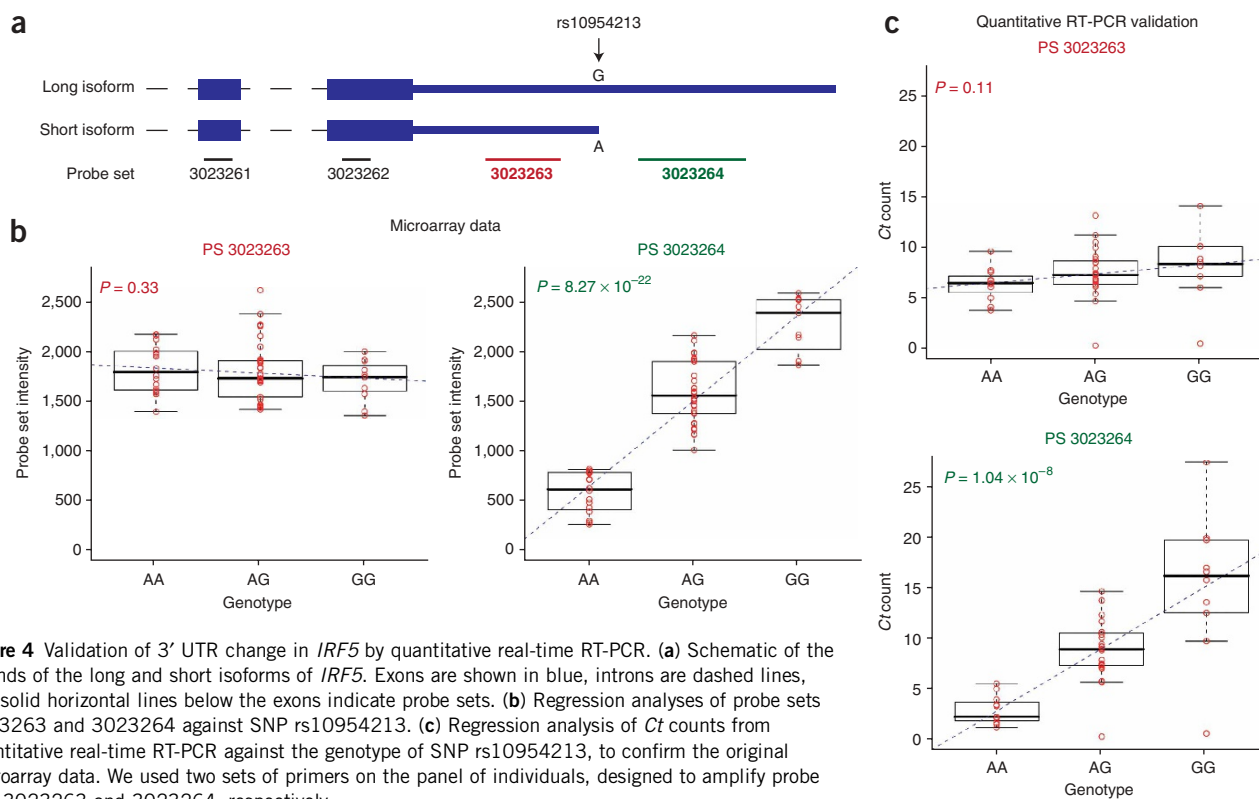 a
rs10954213
G
Long isoform
Short isoform
A
Probe set
3023261
3023262
3023263
3023264
b
Microarray data
PS 3023263
P = 0.33
2,500
2,000
1,500
1,000
500
0
Probe set intensity
AA
AG
GG
Genotype
PS 3023264
P = 8.27 × 10−22
2,500
2,000
1,500
1,000
500
0
Probe set intensity
AA
AG
GG
Genotype
c
Quantitative RT-PCR validation
PS 3023263
P = 0.11
25
20
15
10
5
0
Ct count
AA
AG
GG
Genotype
PS 3023264
P = 1.04 × 10−8
25
20
15
10
5
0
Ct count
AA
AG
GG
Genotype
re 4 Validation of 3′ UTR change in IRF5 by quantitative real-time RT-PCR. (a) Schematic of the
nds of the long and short isoforms of IRF5. Exons are shown in blue, introns are dashed lines,
solid horizontal lines below the exons indicate probe sets. (b) Regression analyses of probe sets
3263 and 3023264 against SNP rs10954213. (c) Regression analysis of Ct counts from
ntitative real-time RT-PCR against the genotype of SNP rs10954213, to confirm the original
roarray data. We used two sets of primers on the panel of individuals, designed to amplify probe
3023263 and 3023264, respectively.